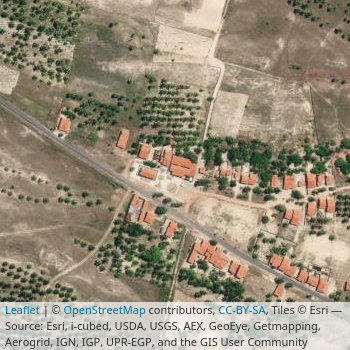 Leaflet | © OpenStreetMap contributors, CC-BY-SA, Tiles © Esri —
Source: Esri, i-cubed, USDA, USGS, AEX, GeoEye, Getmapping,
Aerogrid, IGN, IGP, UPR-EGP, and the GIS User Community